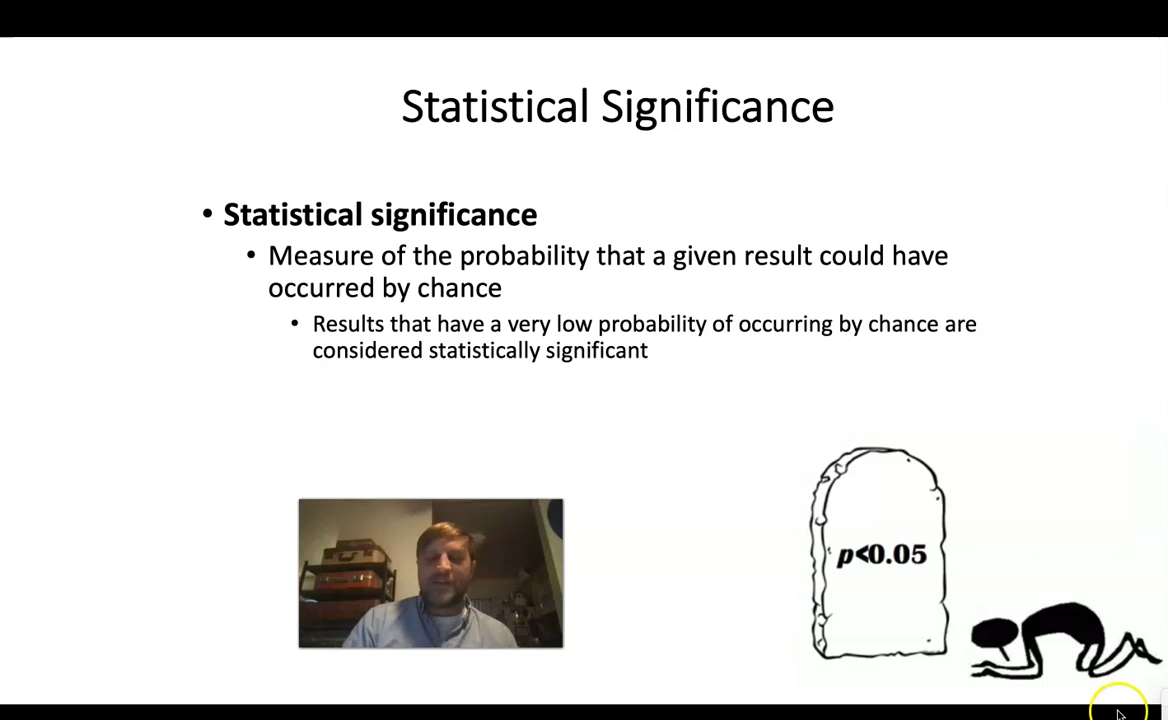 Statistical Significance
• Statistical significance
• Measure of the probability that a given result could have
occurred by chance
• Results that have a very low probability of occurring by chance are
considered statistically significant
p<0.05